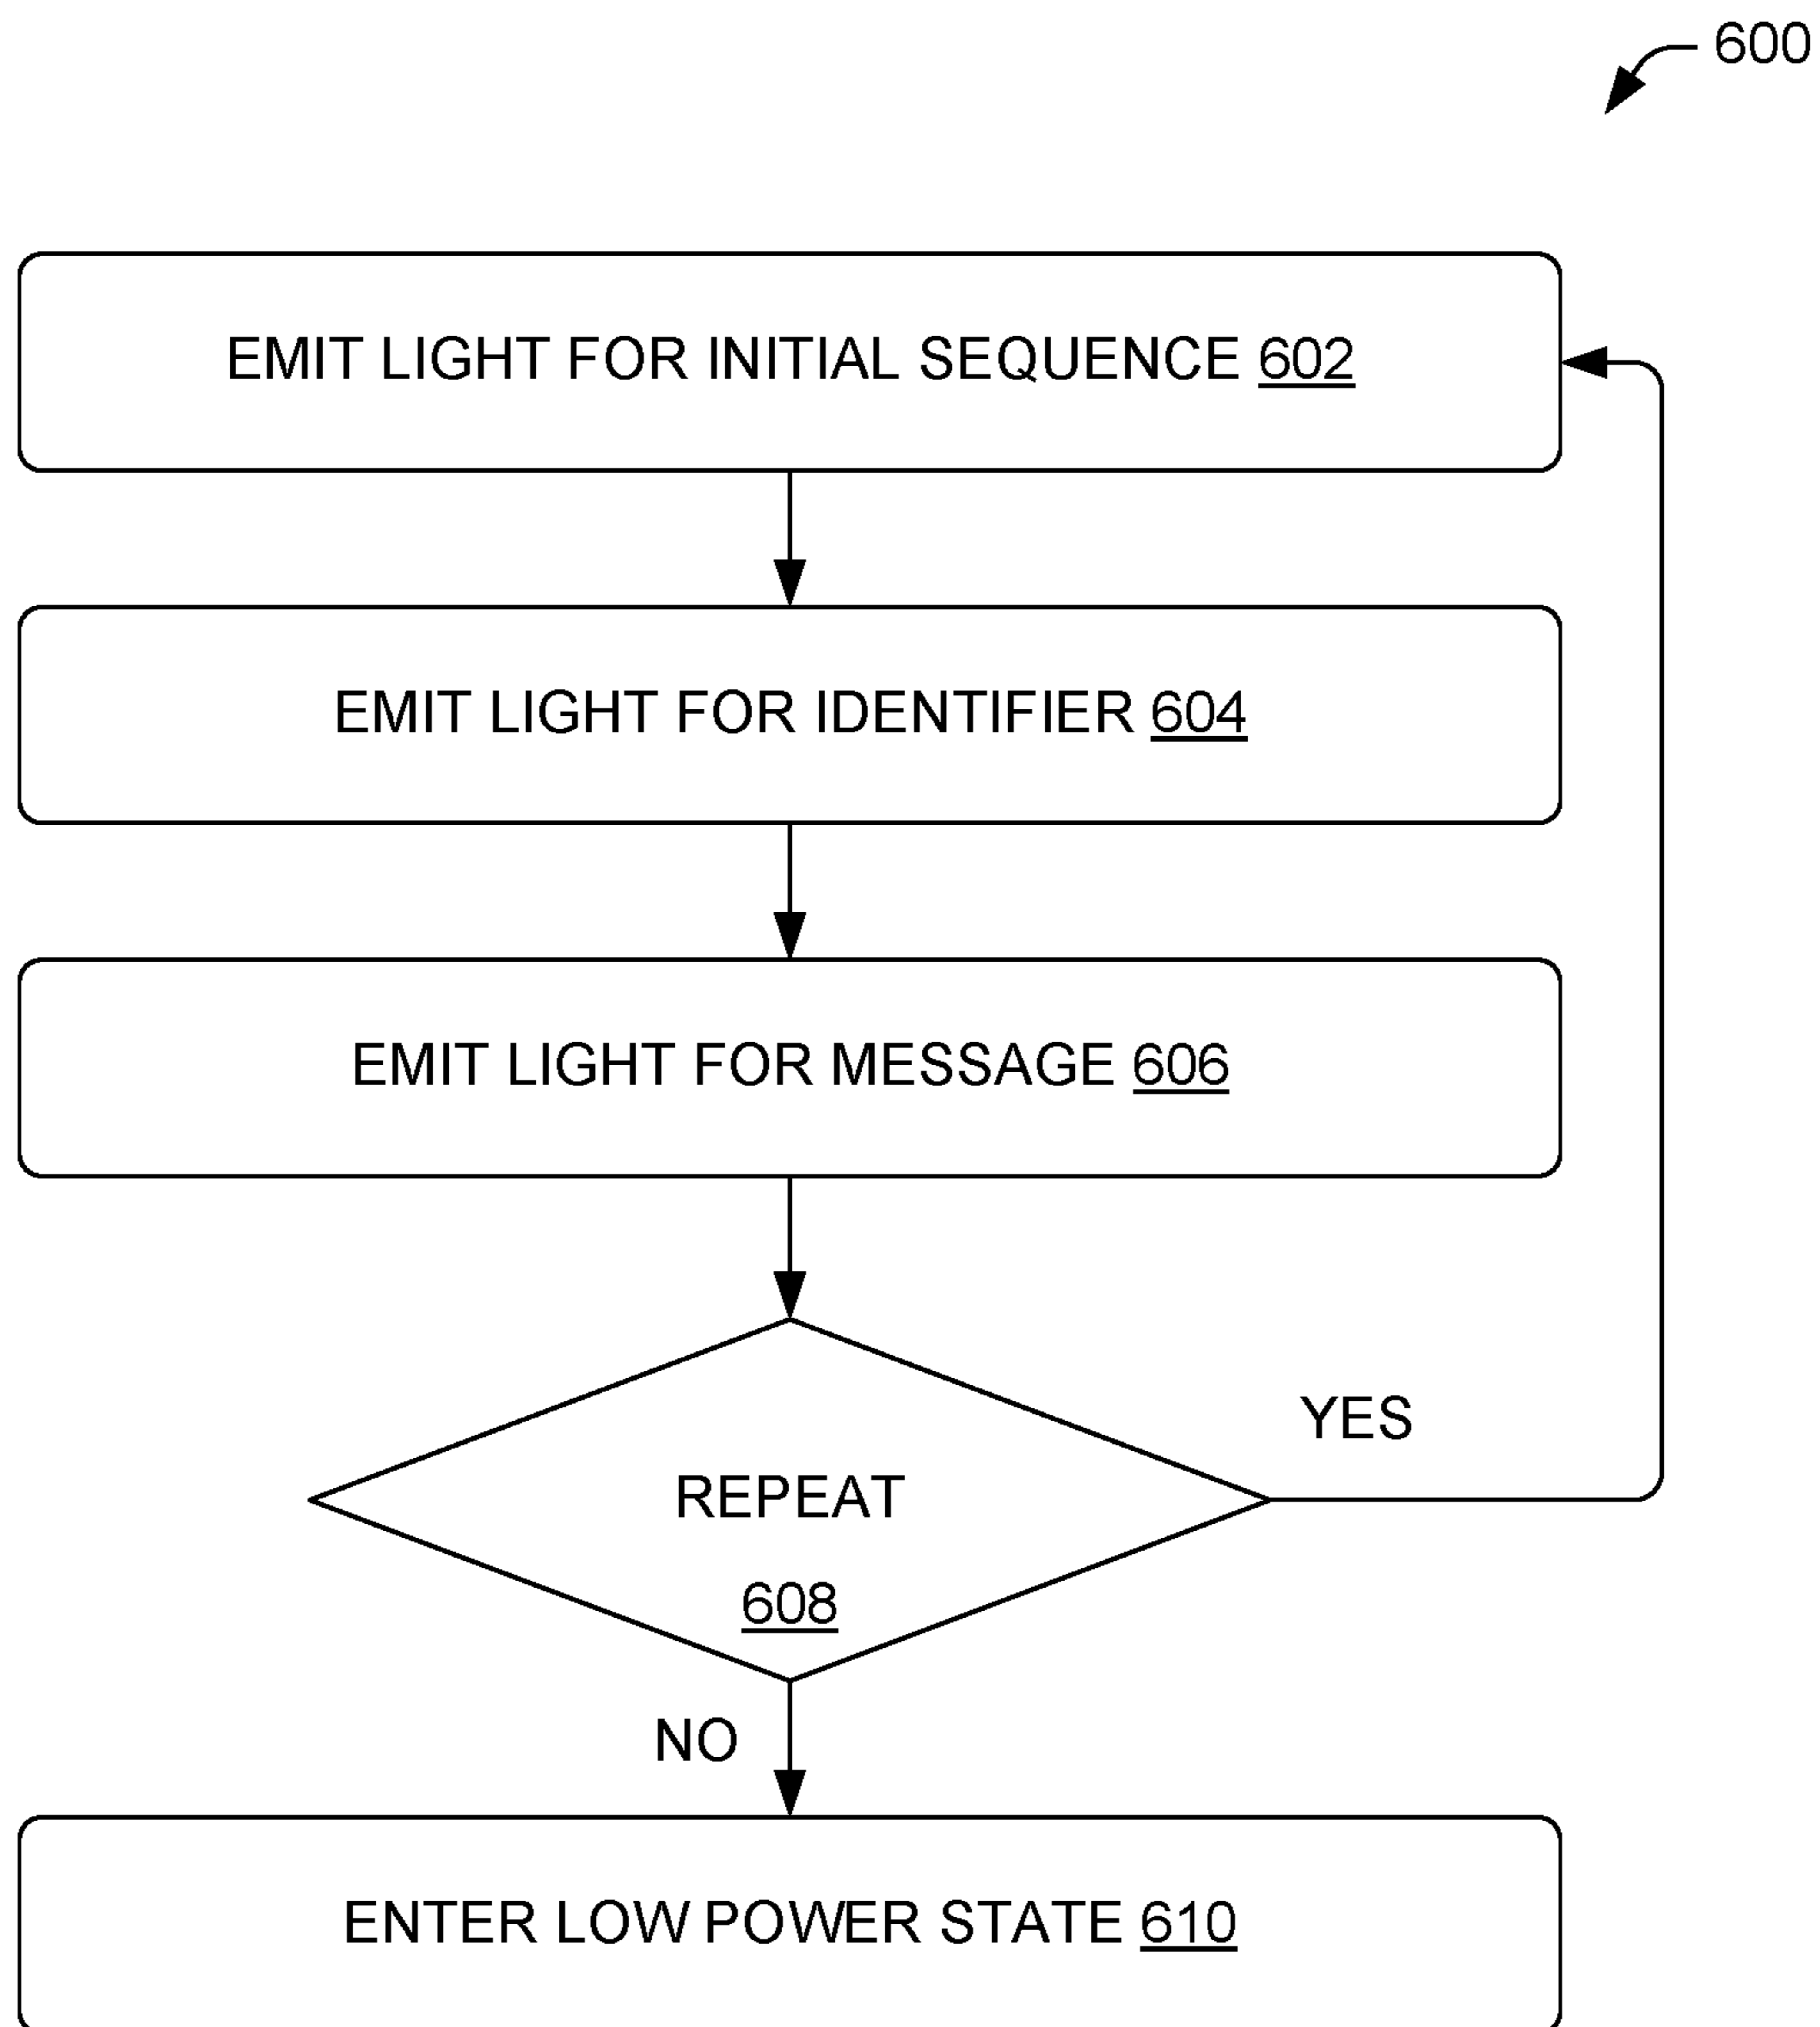 600
EMIT LIGHT FOR INITIAL SEQUENCE 602
EMIT LIGHT FOR IDENTIFIER 604
EMIT LIGHT FOR MESSAGE 606
YES
REPEAT
608
NO
ENTER LOW POWER STATE 610